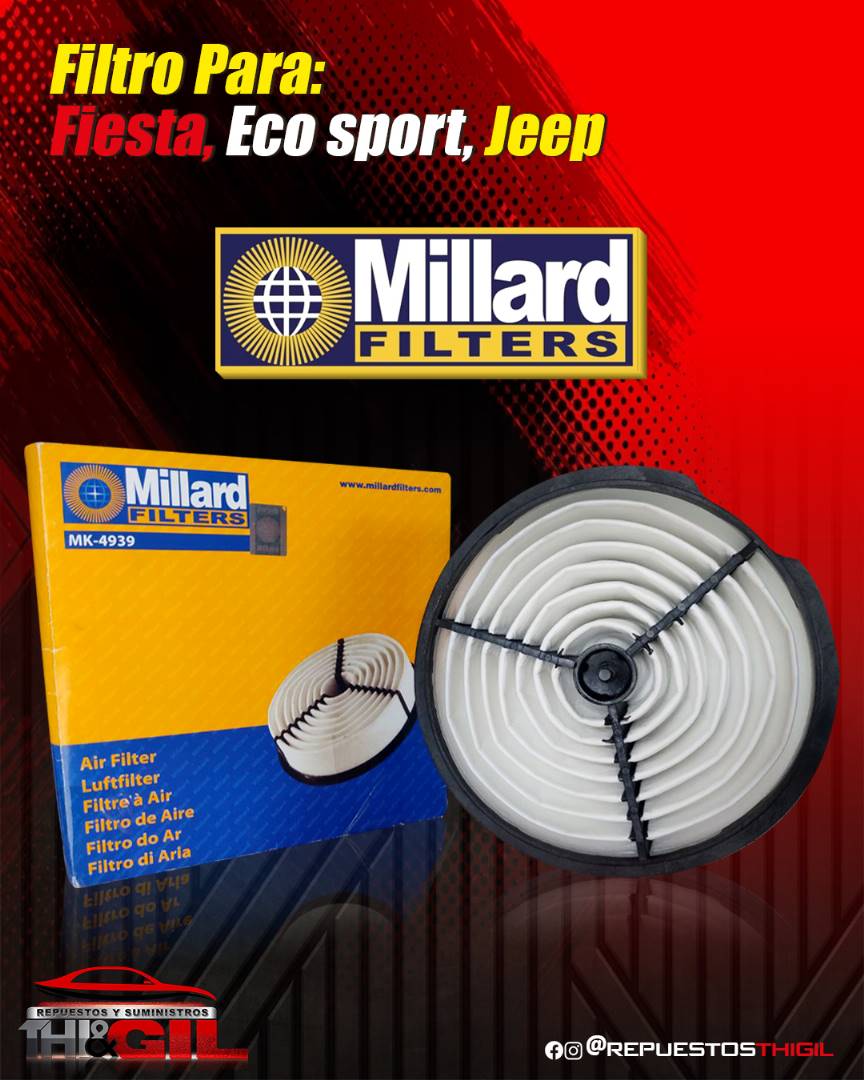 Filtro Para:
Fiesta, Eco sport, Jeep
Millard
FILTERS
Millard
FILTERS
MK-4939
www.millardfilters.com
Air Filter
Luftfilter
Filtre à Air
Filtro de Aire
Filtro do Ar
Filtro di Aria
REPUESTOS Y SUMINISTROS
THIO&GIL
@REPUESTOSTHIGIL